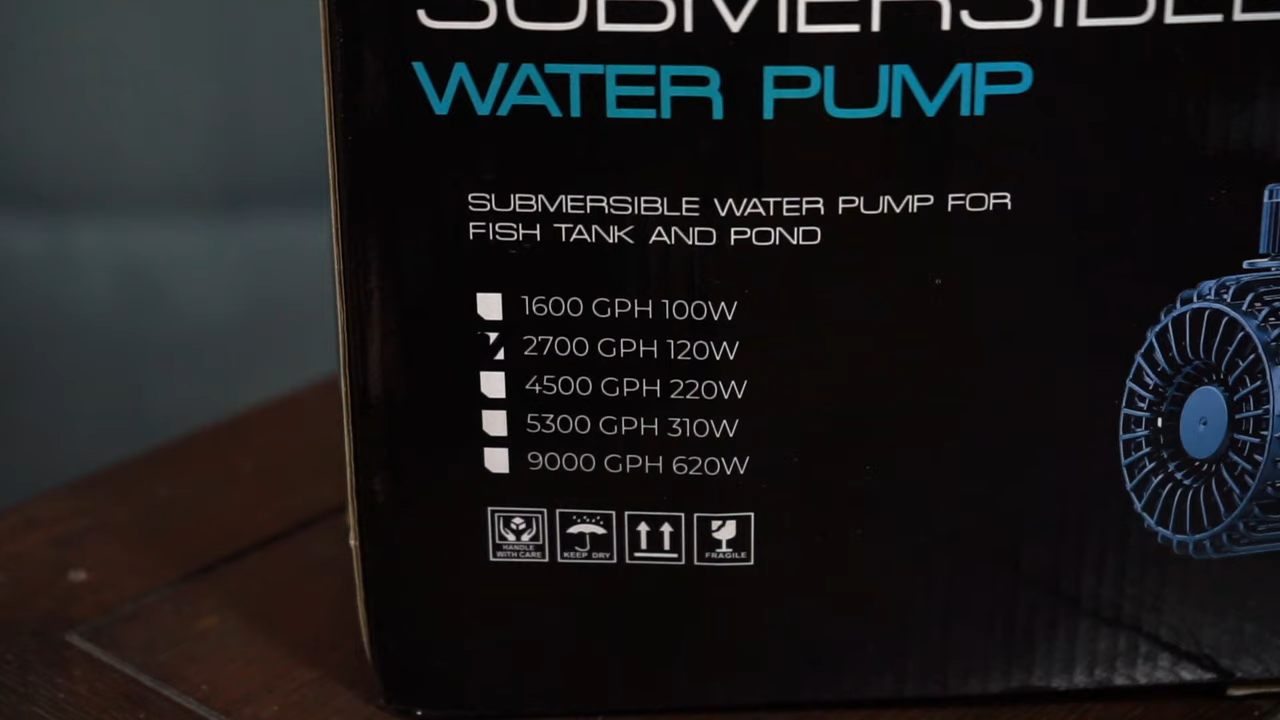 SUBMERSIBLE
WATER PUMP
SUBMERSIBLE WATER PUMP FOR
FISH TANK AND POND
1600 GPH 100W
2700 GPH 120W
4500 GPH 220W
5300 GPH 310W
9000 GPH 620W
HANDLE
WITH CARE
KEEP DRY
FRAGILE